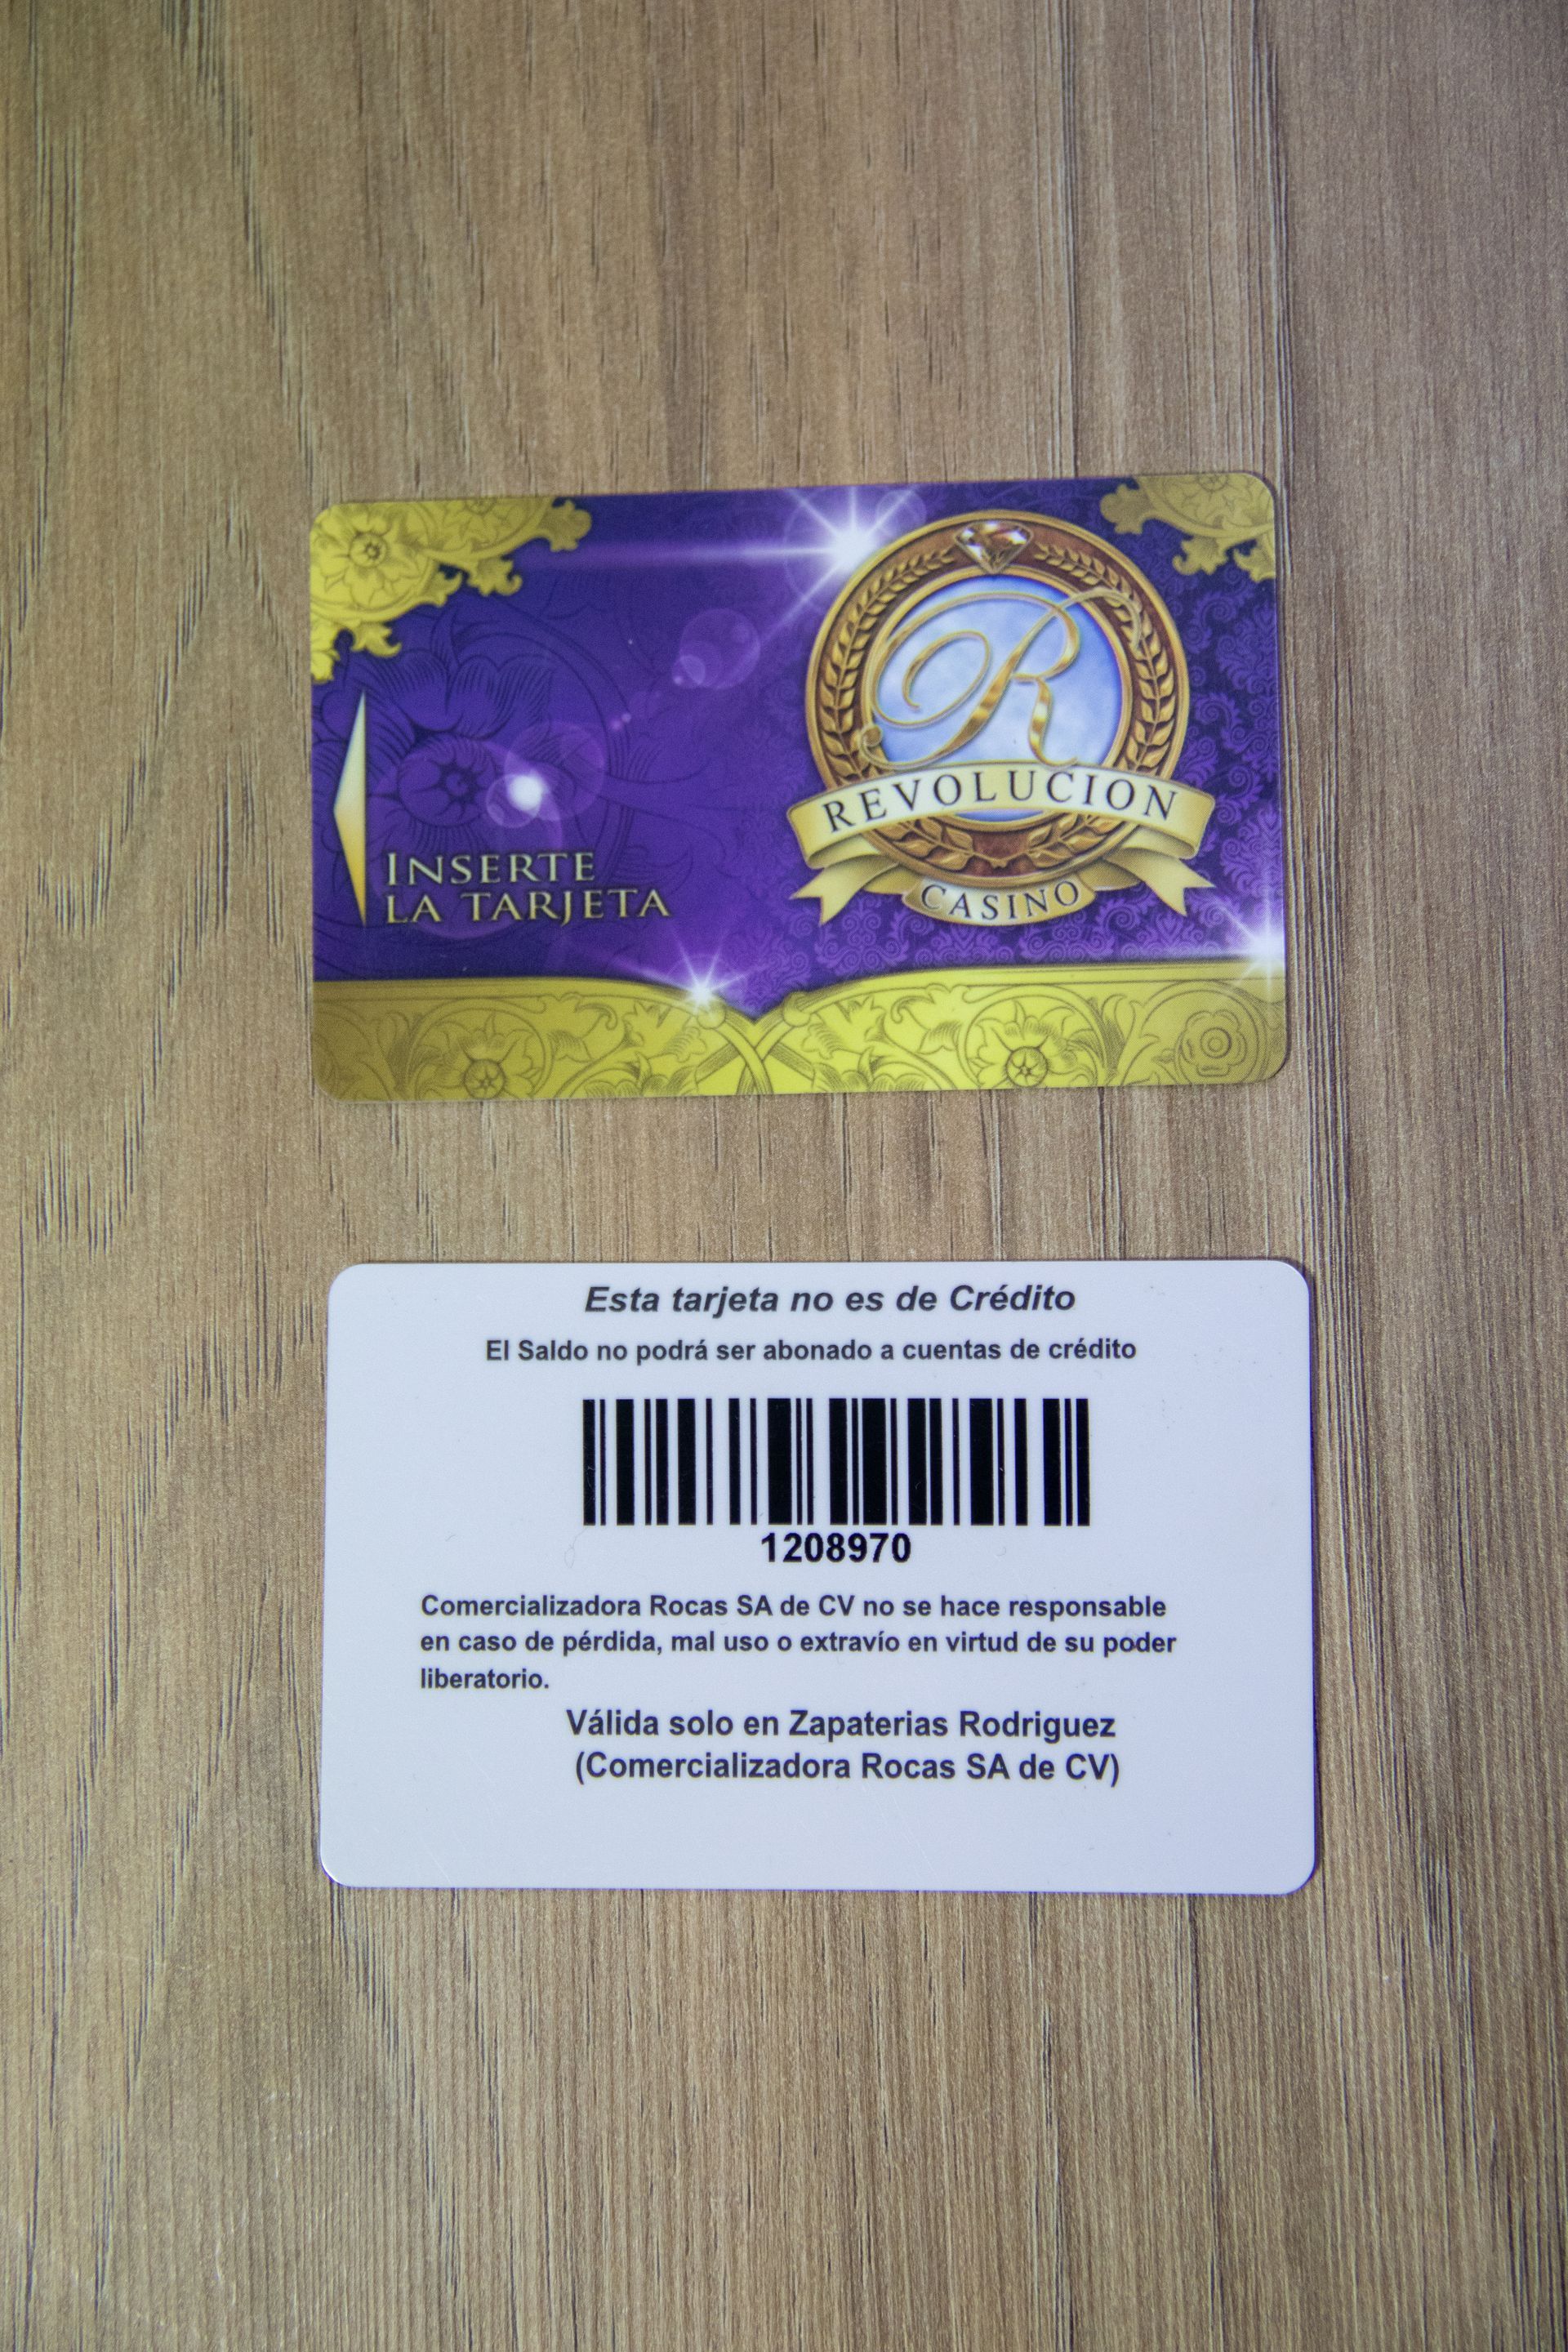 R
REVOLUCION
CASINO
INSERTE
LA TARJETA
Esta tarjeta no es de Crédito
El Saldo no podrá ser abonado a cuentas de crédito
1208970
Comercializadora Rocas SA de CV no se hace responsable
en caso de pérdida, mal uso o extravío en virtud de su poder
liberatorio.
Válida solo en Zapaterias Rodriguez
(Comercializadora Rocas SA de CV)